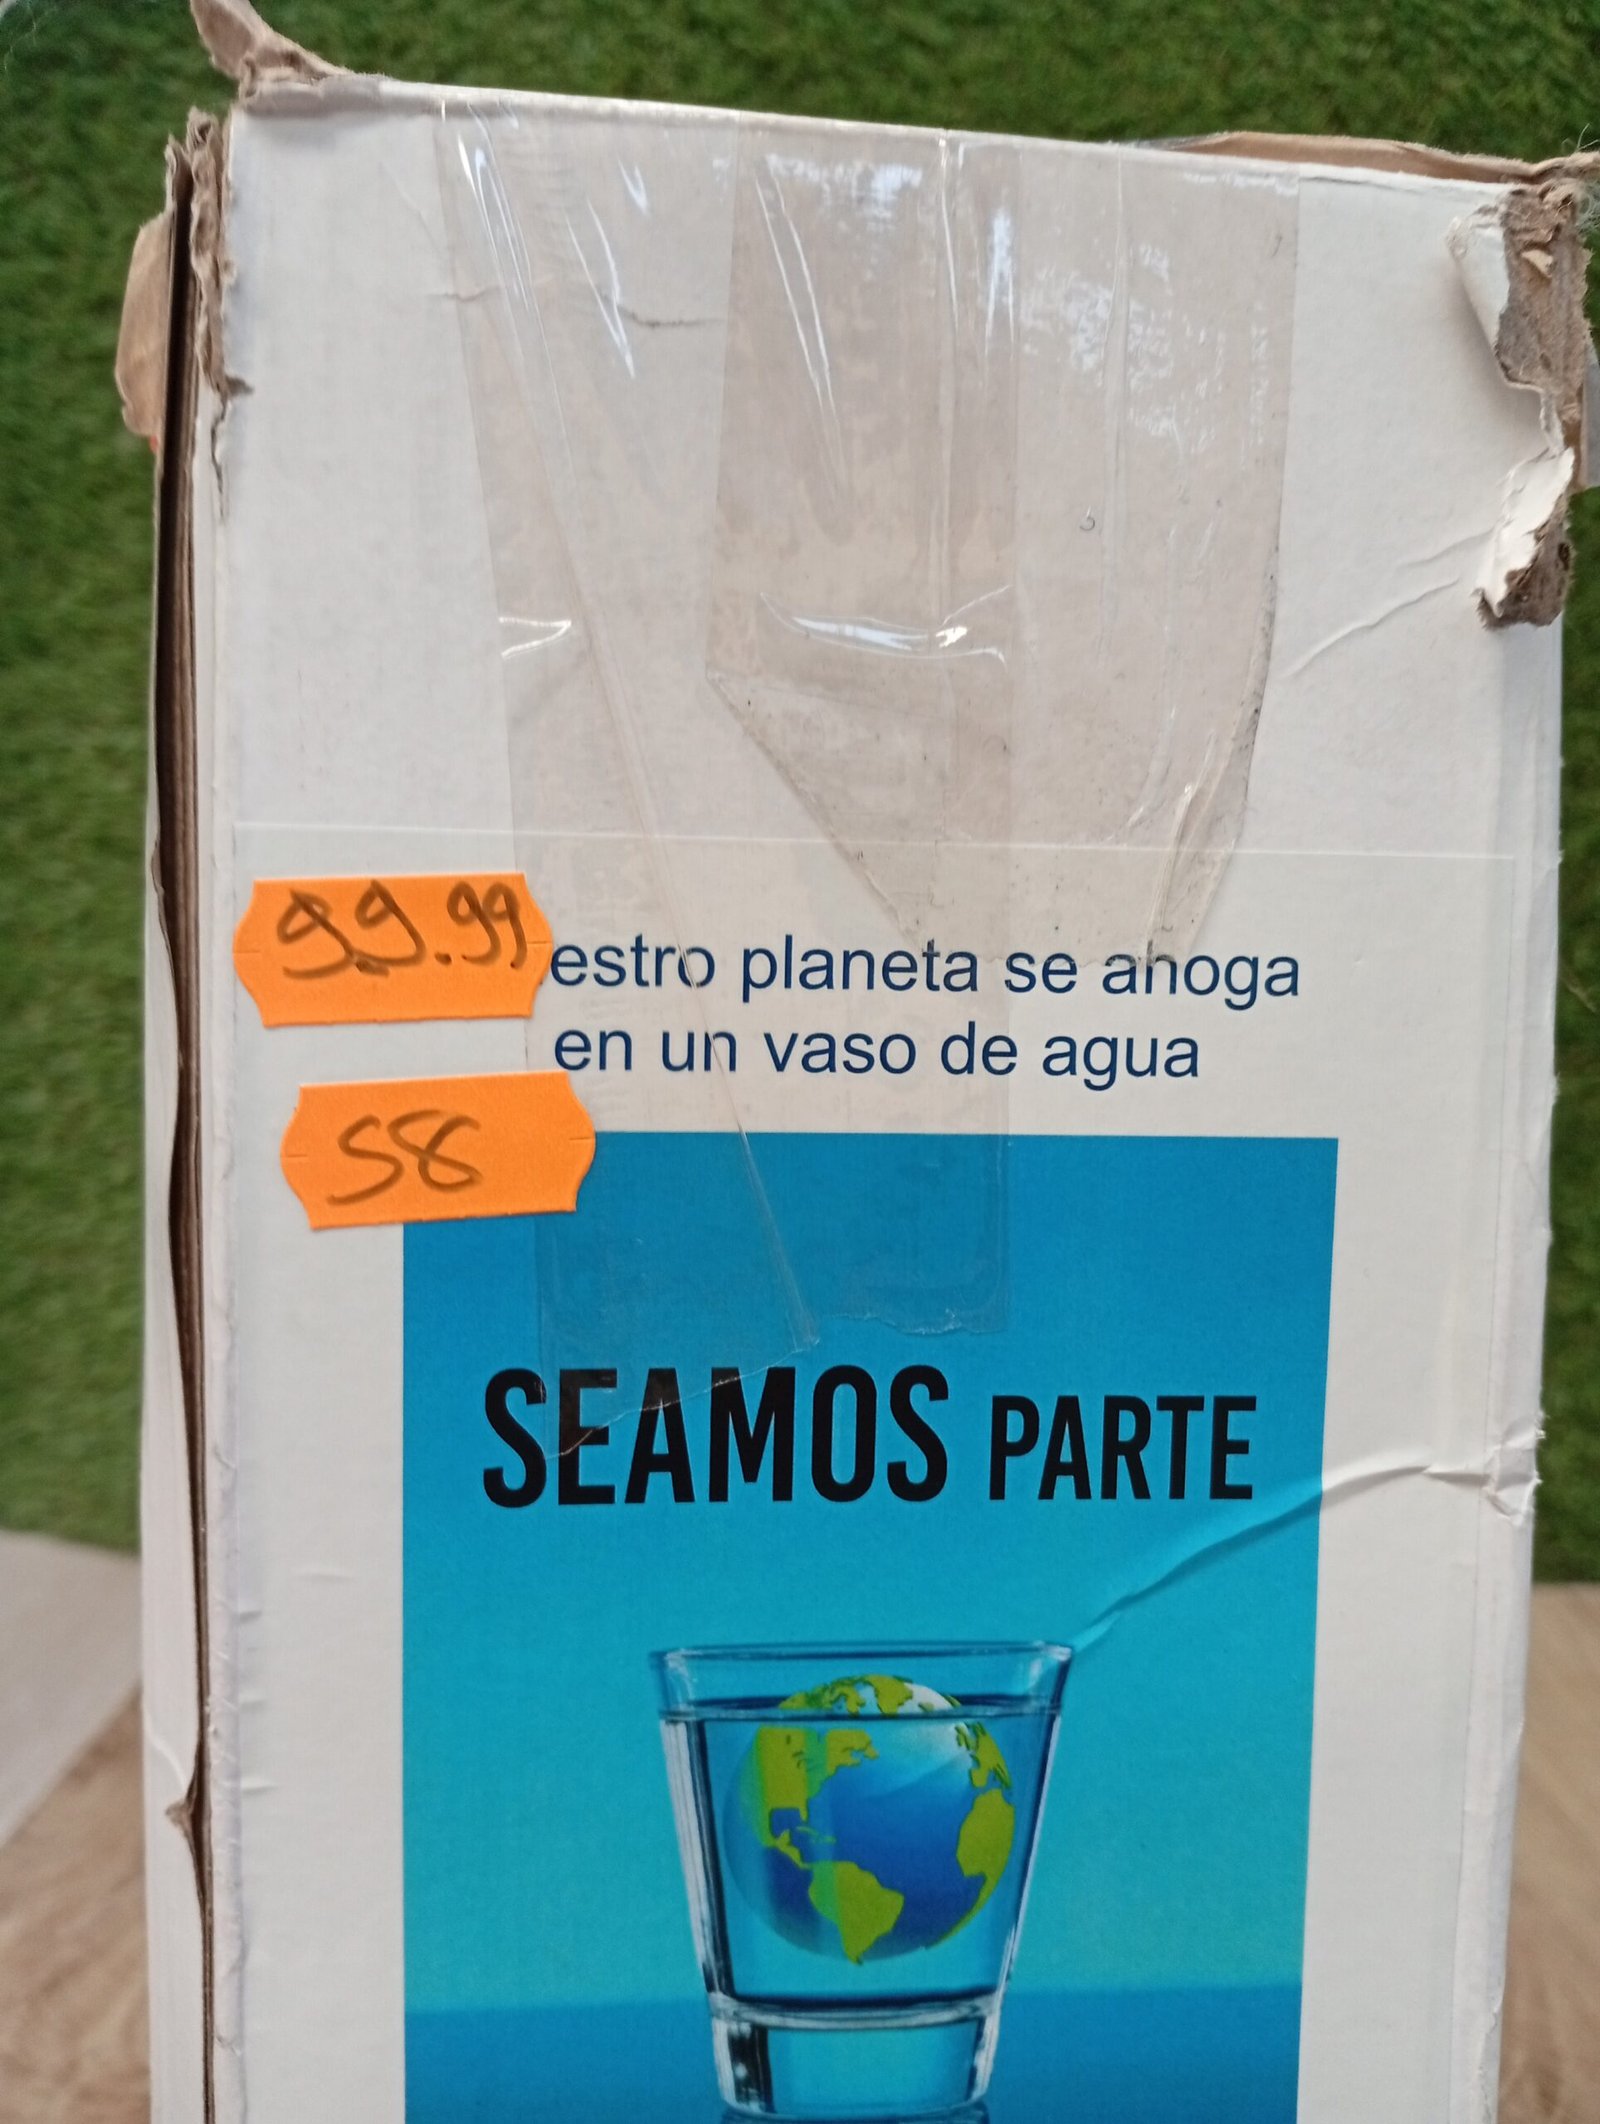 99.99
estro planeta se ahoga
en un vaso de agua
58
SEAMOS PARTE